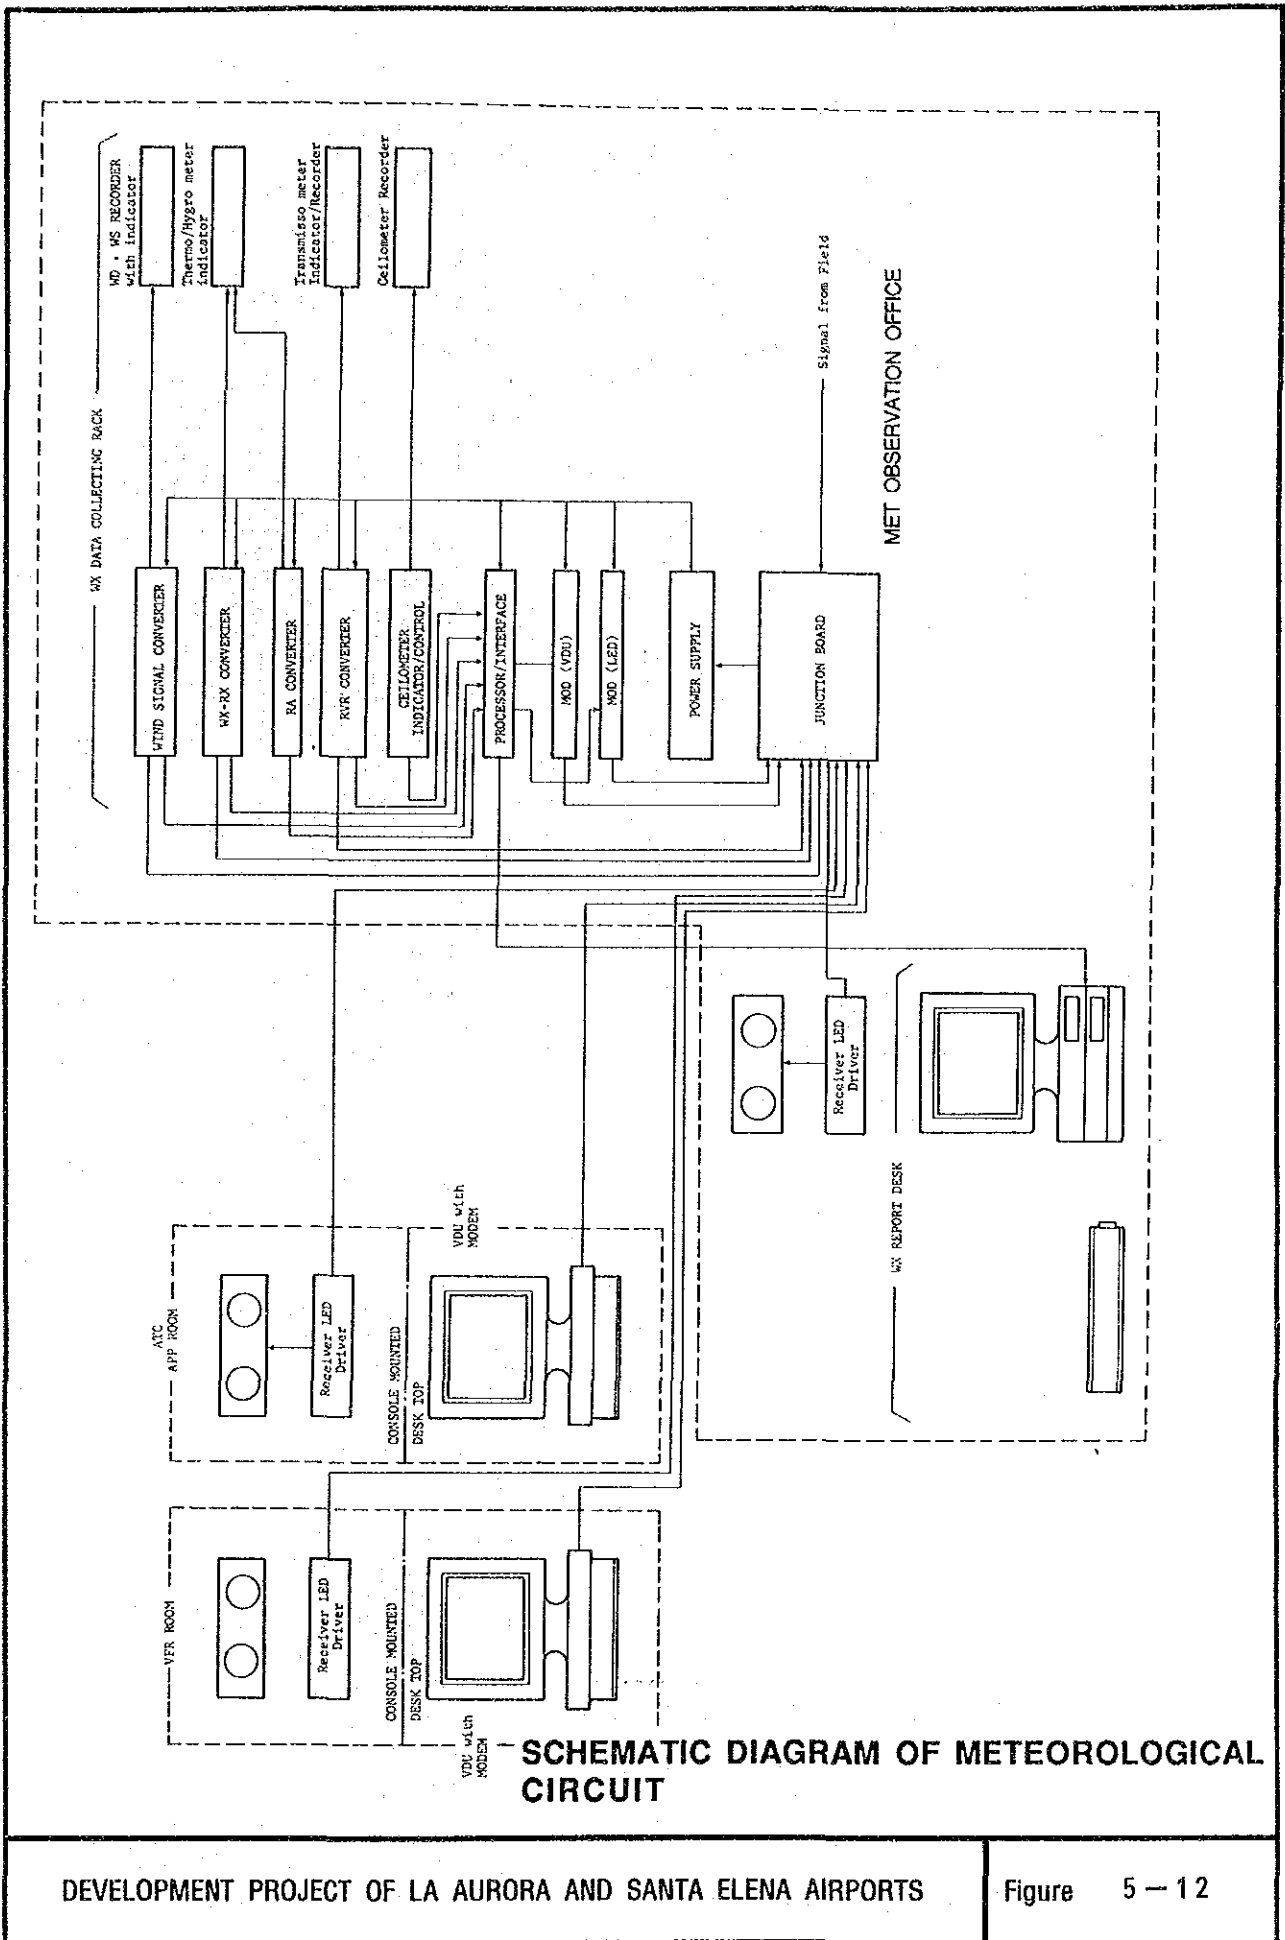 WX DATA COLLECTING RACK
WD · WS RECORDER
with indicator
Thermo/Hygro meter
indicator
Transmisso meter
Indicator/Recorder
Ceilometer Recorder
WIND SIGNAL CONVERTER
WX-RX CONVERTER
RA CONVERTER
RVR CONVERTER
CEILOMETER
INDICATOR/CONTROL
PROCESSOR/INTERFACE
MOD (VDU)
MOD (LED)
POWER SUPPLY
JUNCTION BOARD
Signal from Field
MET OBSERVATION OFFICE
Receiver LED
Driver
WX REPORT DESK
ATC
APP ROOM
Receiver LED
Driver
CONSOLE MOUNTED
DESK TOP
VDU with
MODEM
VFR ROOM
Receiver LED
Driver
CONSOLE MOUNTED
DESK TOP
VDU with
MODEM
SCHEMATIC DIAGRAM OF METEOROLOGICAL
CIRCUIT
DEVELOPMENT PROJECT OF LA AURORA AND SANTA ELENA AIRPORTS
Figure 5-12